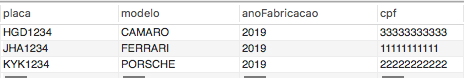 placa modelo anoFabricacao cpf
HGD1234 CAMARO 2019 33333333333
JHA1234 FERRARI 2019 11111111111
KYK1234 PORSCHE 2019 22222222222